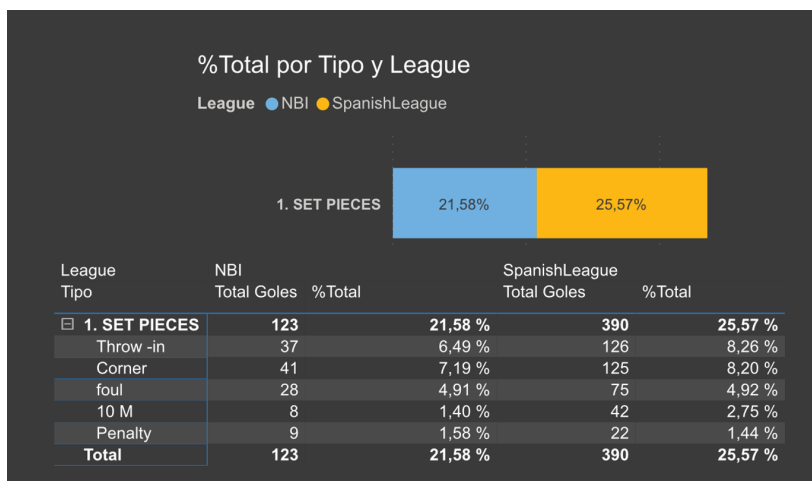 %Total por Tipo y League
League NBI SpanishLeague
1. SET PIECES 21,58% 25,57%
League NBI SpanishLeague
Tipo Total Goles %Total Total Goles %Total
1. SET PIECES 123 21,58 % 390 25,57 %
Throw -in 37 6,49 % 126 8,26 %
Corner 41 7,19 % 125 8,20 %
foul 28 4,91 % 75 4,92 %
10 M 8 1,40 % 42 2,75 %
Penalty 9 1,58 % 22 1,44 %
Total 123 21,58 % 390 25,57 %